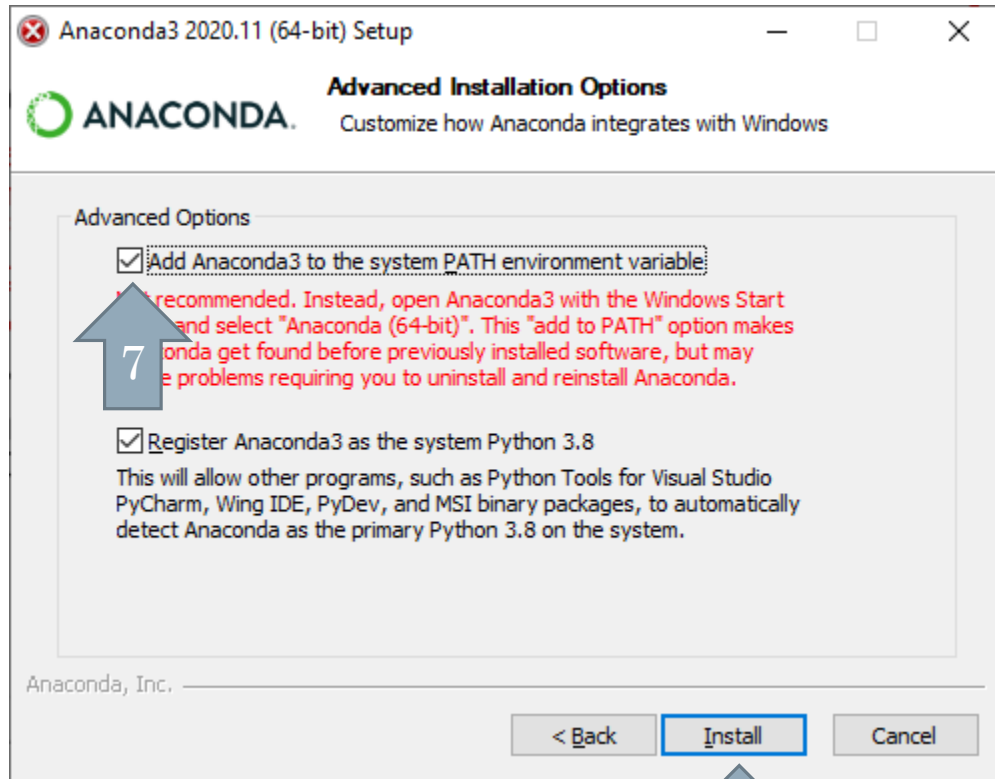 Anaconda3 2020.11 (64-bit) Setup
ANACONDA.
Advanced Installation Options
Customize how Anaconda integrates with Windows
Advanced Options
Add Anaconda3 to the system PATH environment variable
recommended. Instead, open Anaconda3 with the Windows Start
and select "Anaconda (64-bit)". This "add to PATH" option makes
get found before previously installed software, but may
problems requiring you to uninstall and reinstall Anaconda.
7
Register Anaconda3 as the system Python 3.8
This will allow other programs, such as Python Tools for Visual Studio
PyCharm, Wing IDE, PyDev, and MSI binary packages, to automatically
detect Anaconda as the primary Python 3.8 on the system.
Anaconda, Inc.
< Back
Install
Cancel